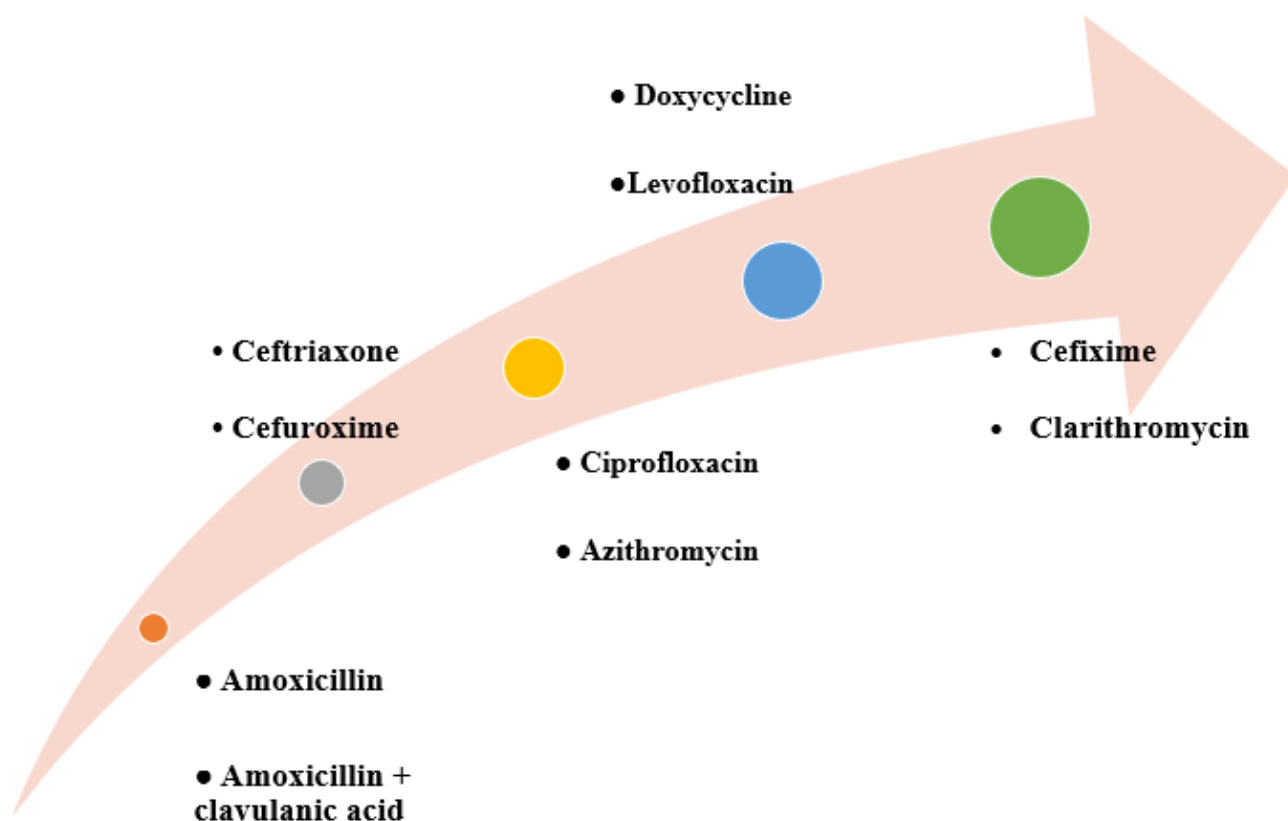 ● Doxycycline
●Levofloxacin
• Ceftriaxone
• Cefuroxime
• Cefixime
• Clarithromycin
● Ciprofloxacin
● Azithromycin
● Amoxicillin
● Amoxicillin +
clavulanic acid